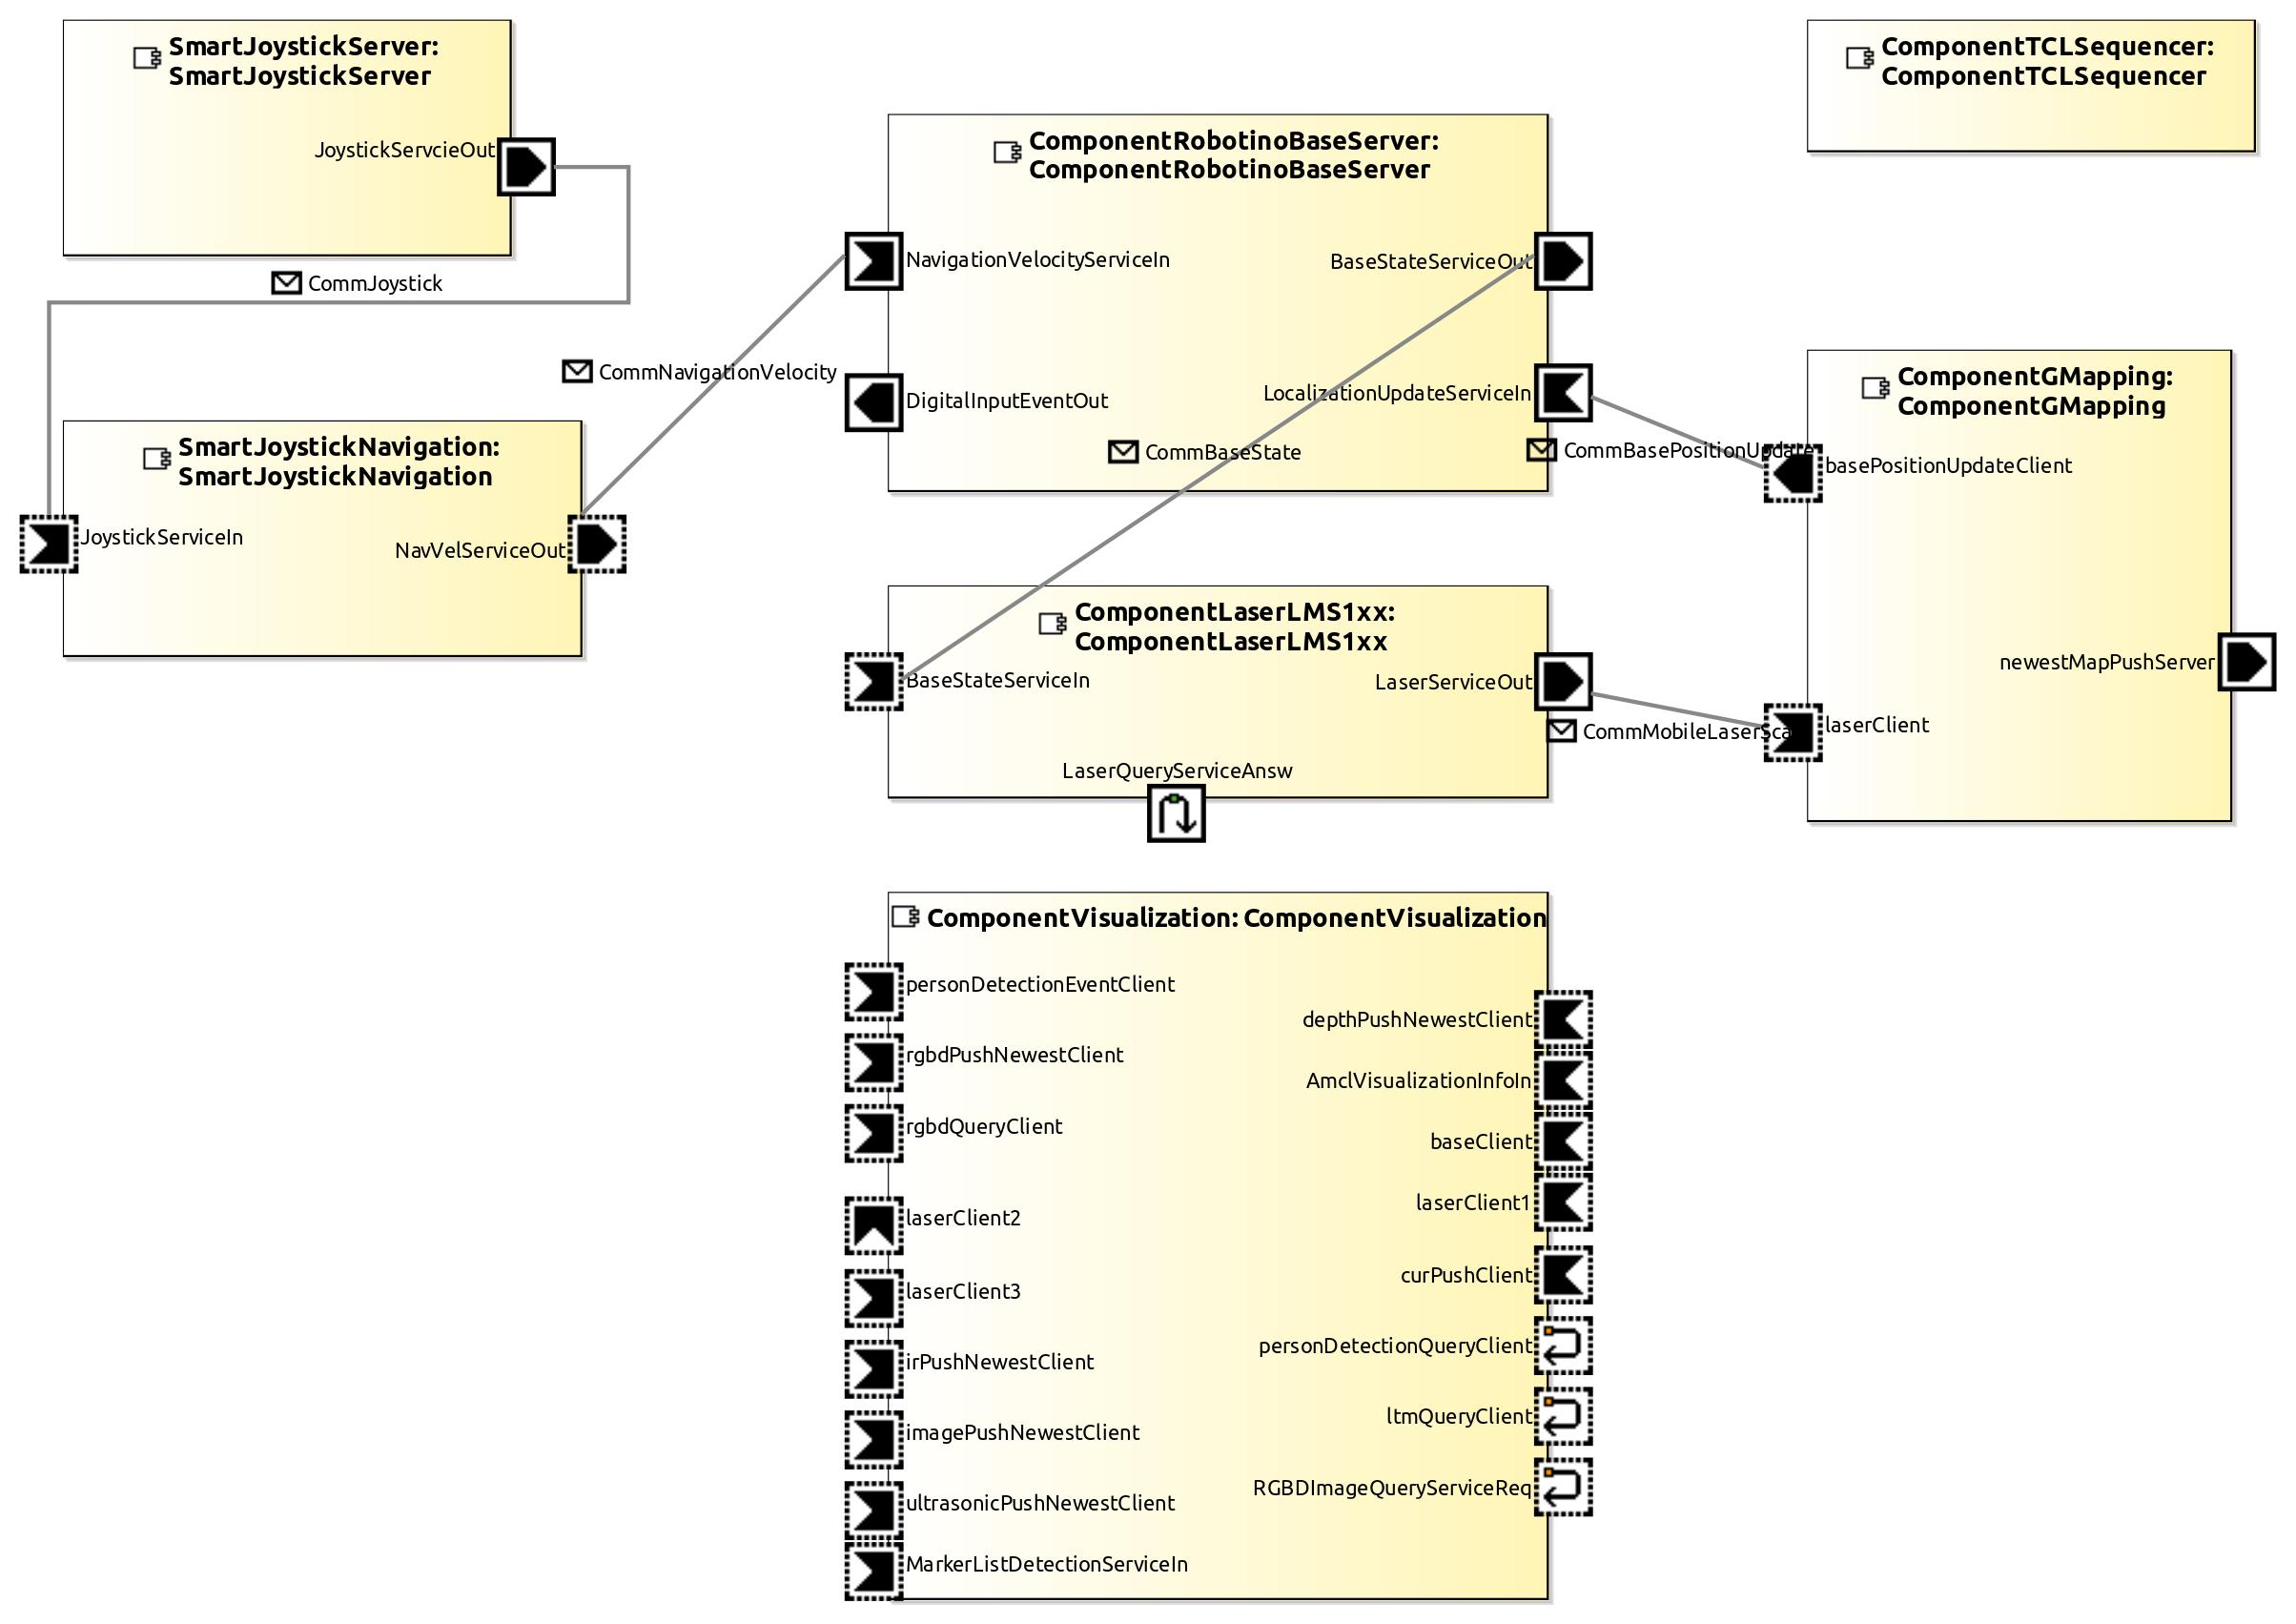 SmartJoystickServer:
SmartJoystickServer
JoystickServcieOut
CommJoystick
SmartJoystickNavigation:
SmartJoystickNavigation
JoystickServiceIn
NavVelServiceOut
CommNavigationVelocity
ComponentRobotinoBaseServer:
ComponentRobotinoBaseServer
NavigationVelocityServiceIn
BaseStateServiceOut
DigitalInputEventOut
LocalizationUpdateServiceIn
CommBaseState
CommBasePositionUpdate
ComponentTCLSequencer:
ComponentTCLSequencer
ComponentGMapping:
ComponentGMapping
basePositionUpdateClient
newestMapPushServer
laserClient
ComponentLaserLMS1xx:
ComponentLaserLMS1xx
BaseStateServiceIn
LaserServiceOut
CommMobileLaserSca
LaserQueryServiceAnsw
ComponentVisualization: ComponentVisualization
personDetectionEventClient
rgbdPushNewestClient
rgbdQueryClient
laserClient2
laserClient3
irPushNewestClient
imagePushNewestClient
ultrasonicPushNewestClient
MarkerListDetectionServiceIn
depthPushNewestClient
AmclVisualizationInfoIn
baseClient
laserClient1
curPushClient
personDetectionQueryClient
ltmQueryClient
RGBDImageQueryServiceReq